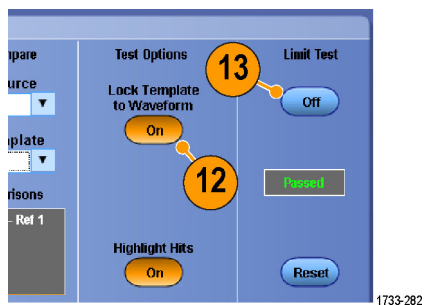 mpare
Test Options
Limit Test
13
urce
Lock Template
to Waveform
Off
On
plate
12
Passed
risons
- Ref 1
Highlight Hits
On
Reset
1733-282